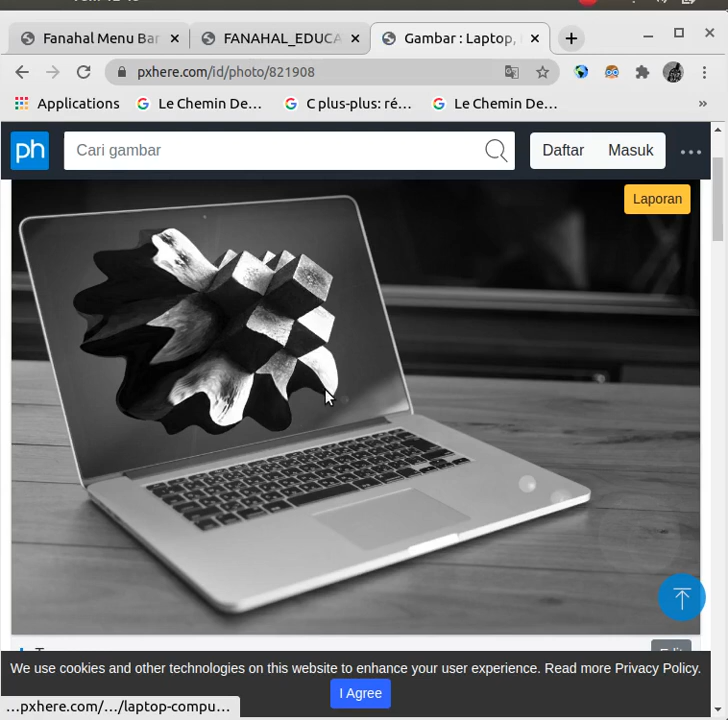 Fanahal Menu Bar
FANAHAL_EDUCA
Gambar : Laptop,
pxhere.com/id/photo/821908
Applications
Le Chemin De...
C plus-plus: ré...
Le Chemin De...
»
ph
Cari gambar
Daftar
Masuk
Laporan
We use cookies and other technologies on this website to enhance your user experience. Read more Privacy Policy.
I Agree
...pxhere.com/.../laptop-compu...